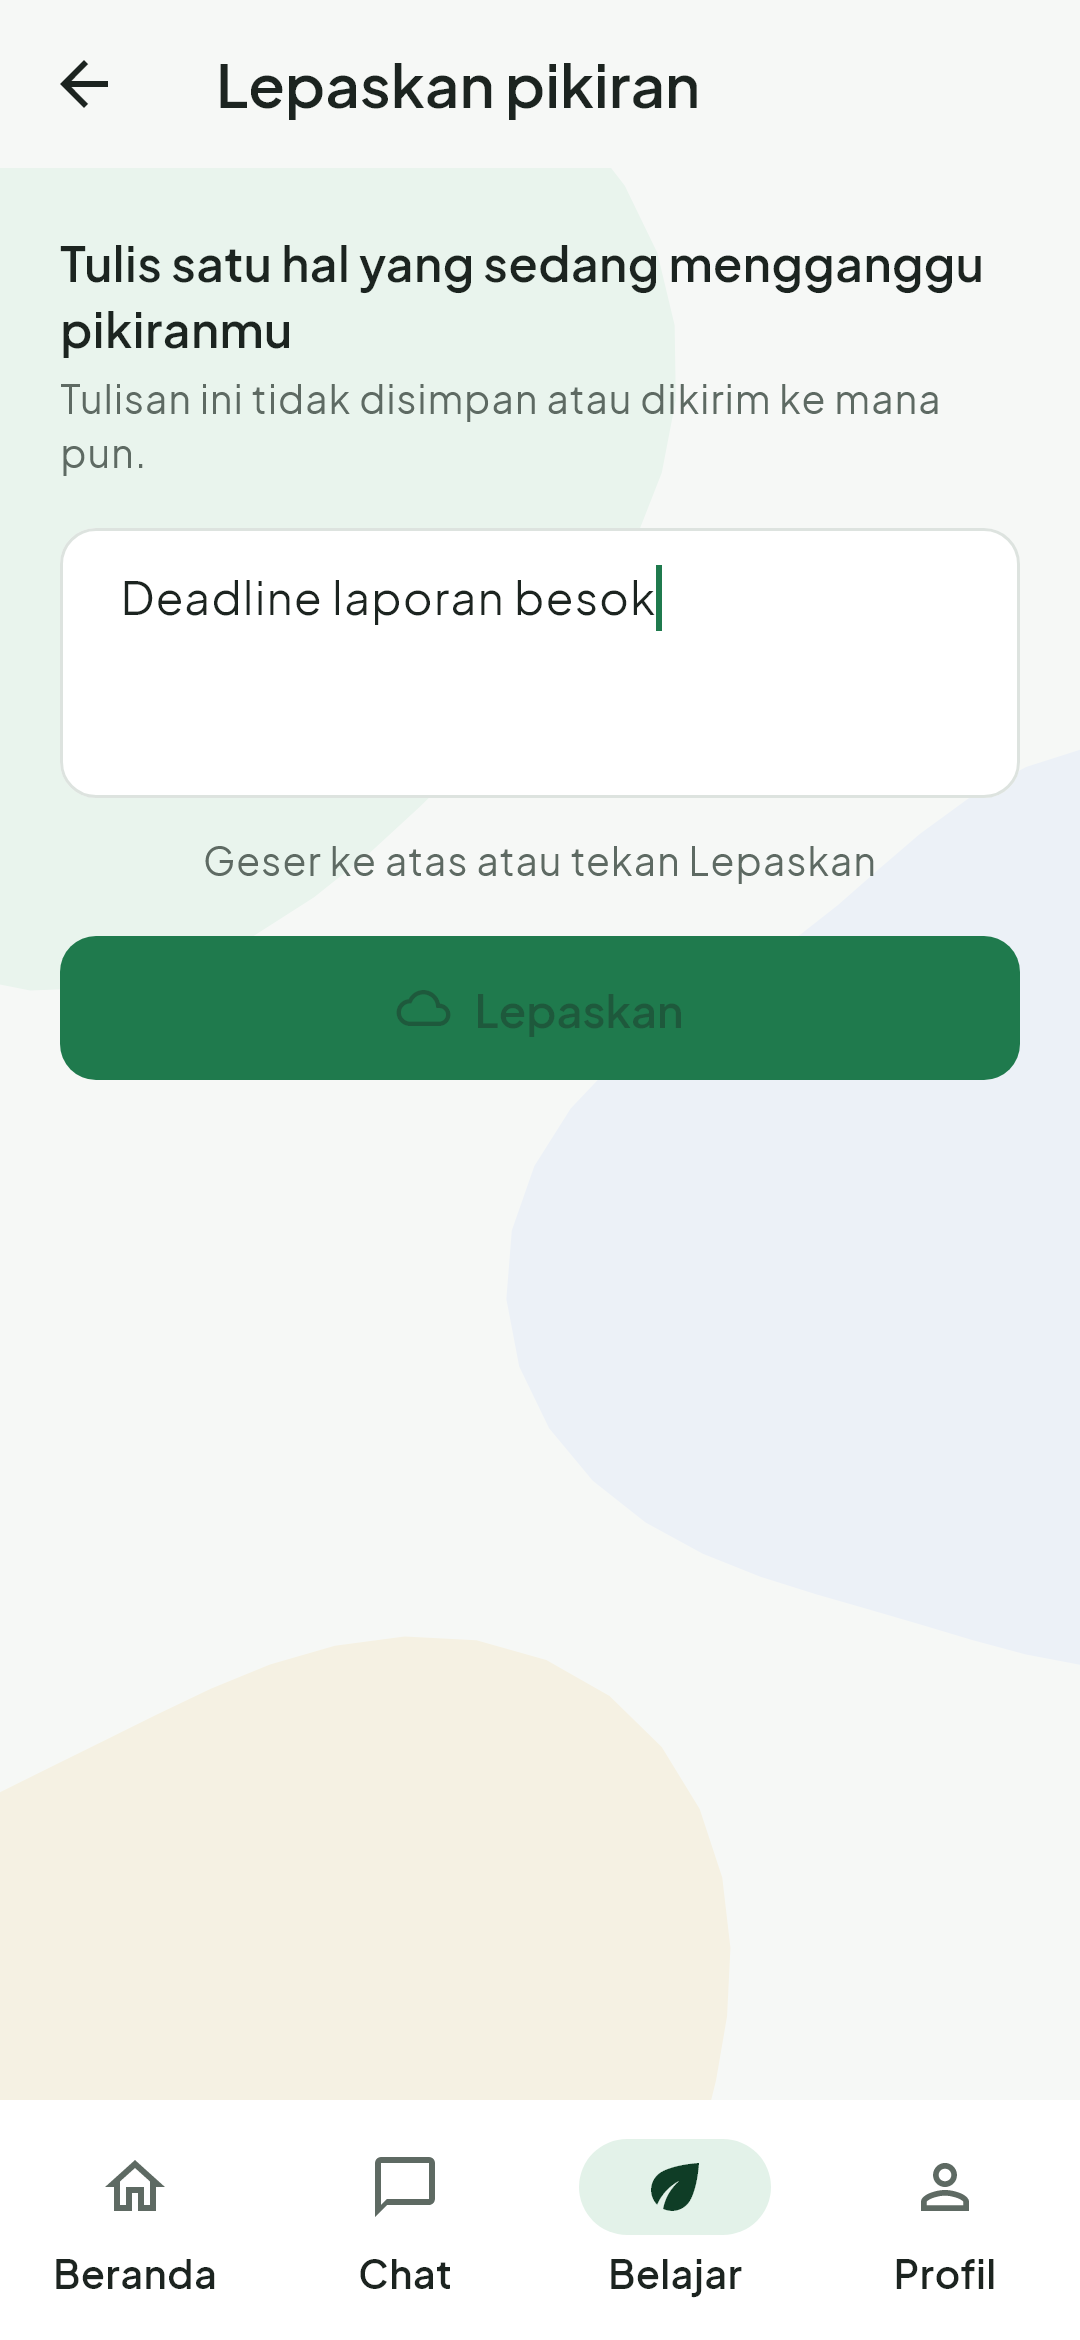 Lepaskan pikiran
Tulis satu hal yang sedang mengganggu
pikiranmu
Tulisan ini tidak disimpan atau dikirim ke mana
pun.
Deadline laporan besok
Geser ke atas atau tekan Lepaskan
Lepaskan
Beranda
Chat
Belajar
Profil